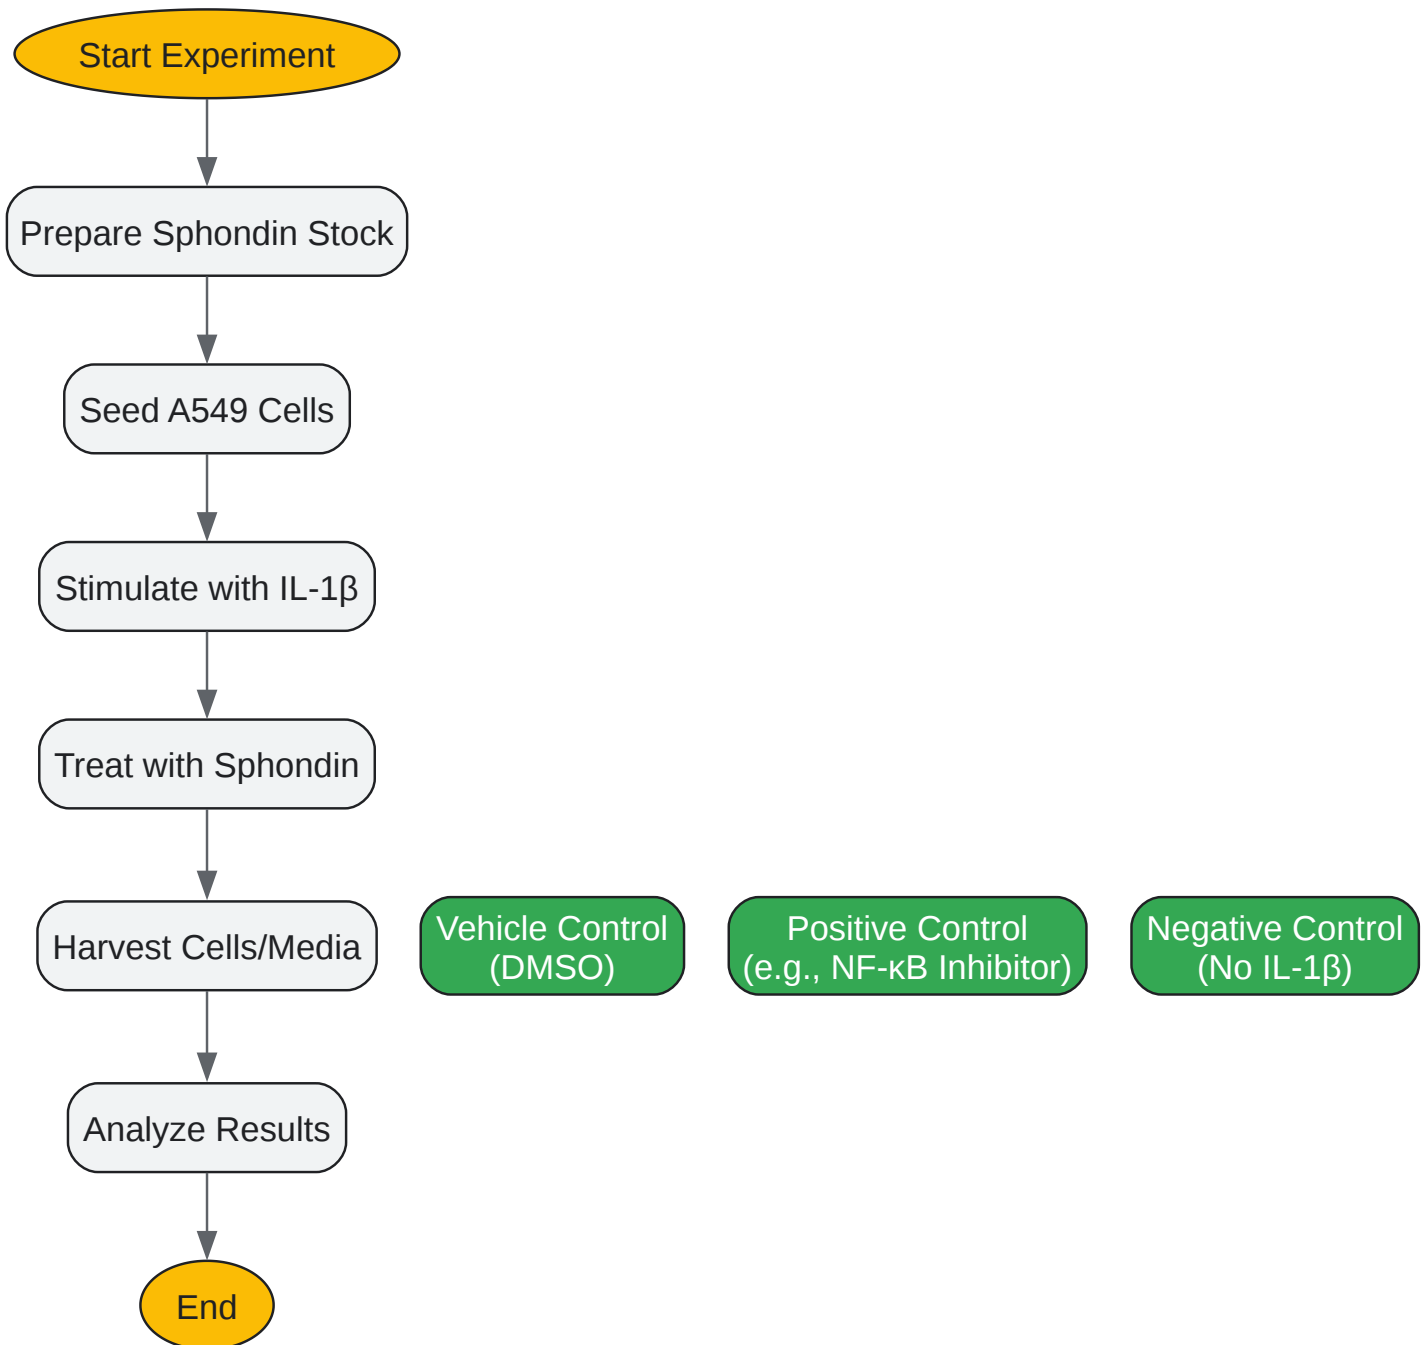 Start Experiment
Prepare Sphondin Stock
Seed A549 Cells
Stimulate with IL-1β
Treat with Sphondin
Harvest Cells/Media
Vehicle Control
(DMSO)
Positive Control
(e.g., NF-κB Inhibitor)
Negative Control
(No IL-1β)
Analyze Results
End